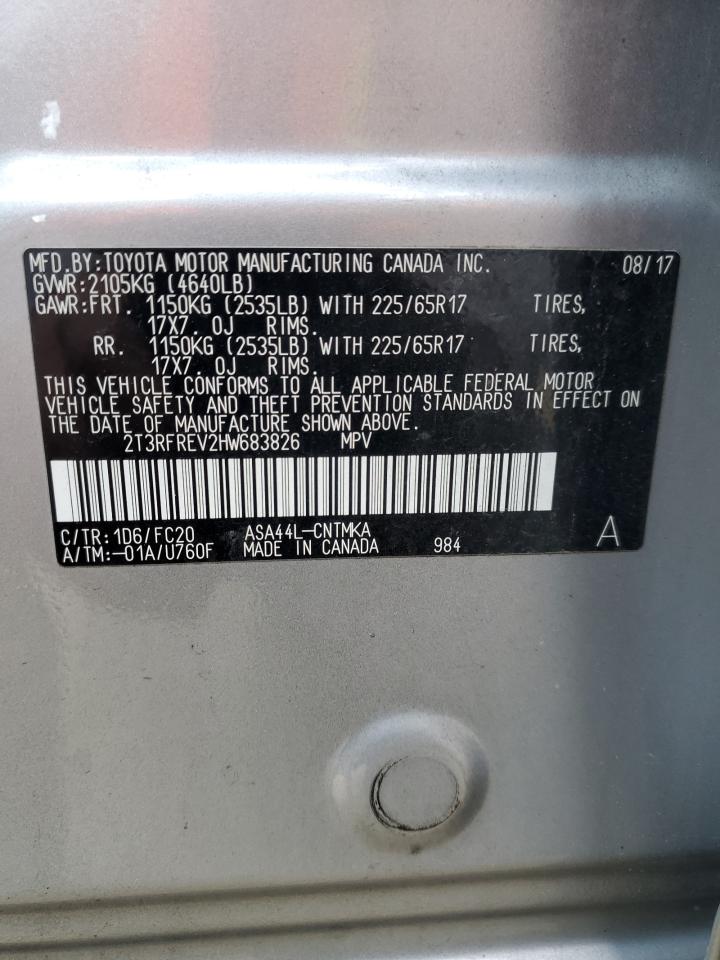 MFD.BY:TOYOTA MOTOR MANUFACTURING CANADA INC. 08/17
GVWR:2105KG (4640LB)
GAWR:FRT. 1150KG (2535LB) WITH 225/65R17 TIRES,
17X7. 0J RIMS.
RR. 1150KG (2535LB) WITH 225/65R17 TIRES,
17X7. 0J RIMS.
THIS VEHICLE CONFORMS TO ALL APPLICABLE FEDERAL MOTOR
VEHICLE SAFETY AND THEFT PREVENTION STANDARDS IN EFFECT ON
THE DATE OF MANUFACTURE SHOWN ABOVE.
2T3RFREV2HW683826 MPV
C/TR: 1D6/FC20 ASA44L-CNTMKA
A/TM:-01A/U760F MADE IN CANADA 984 A